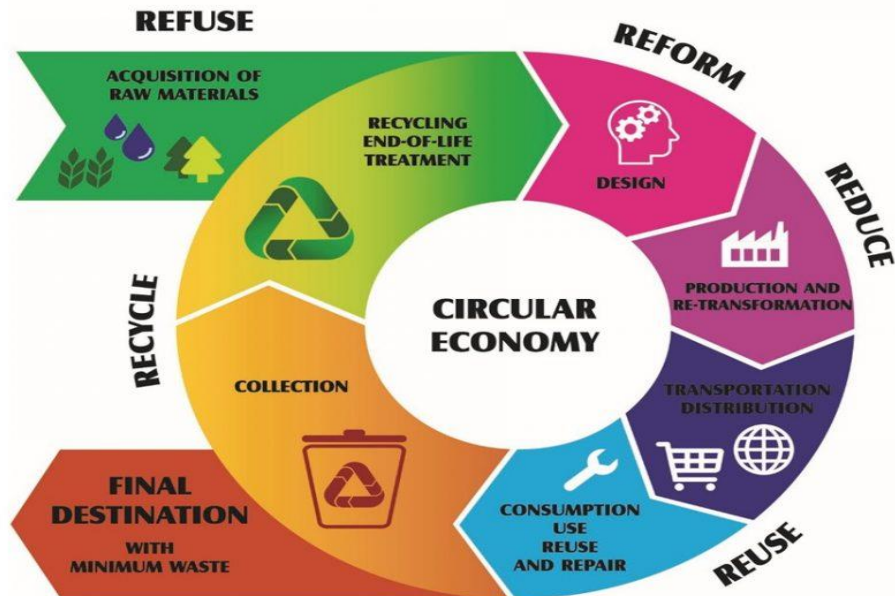 REFUSE
ACQUISITION OF
RAW MATERIALS
RECYCLING
END-OF-LIFE
TREATMENT
REFORM
DESIGN
REDUCE
PRODUCTION AND
RE-TRANSFORMATION
TRANSPORTATION
DISTRIBUTION
REUSE
CONSUMPTION
USE
REUSE
AND REPAIR
COLLECTION
RECYCLE
CIRCULAR
ECONOMY
FINAL
DESTINATION
WITH
MINIMUM WASTE